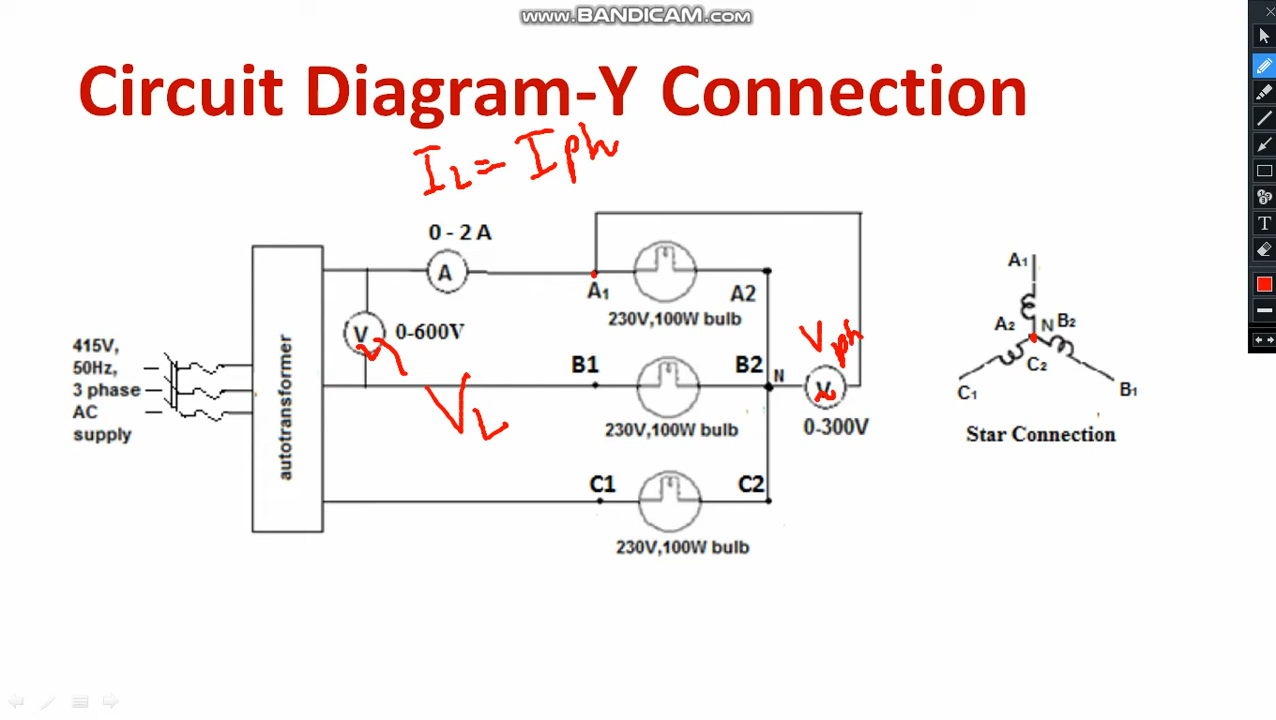 www.BANDICAM.com
Circuit Diagram-Y Connection
IL = Iph
0 - 2 A
A
A1
A2
230V,100W bulb
V
0-600V
VL
415V,
50Hz,
3 phase
AC
supply
autotransformer
B1
B2
N
230V,100W bulb
Vph
V
0-300V
C1
C2
230V,100W bulb
A1
A2
N
B2
C2
C1
B1
Star Connection
T